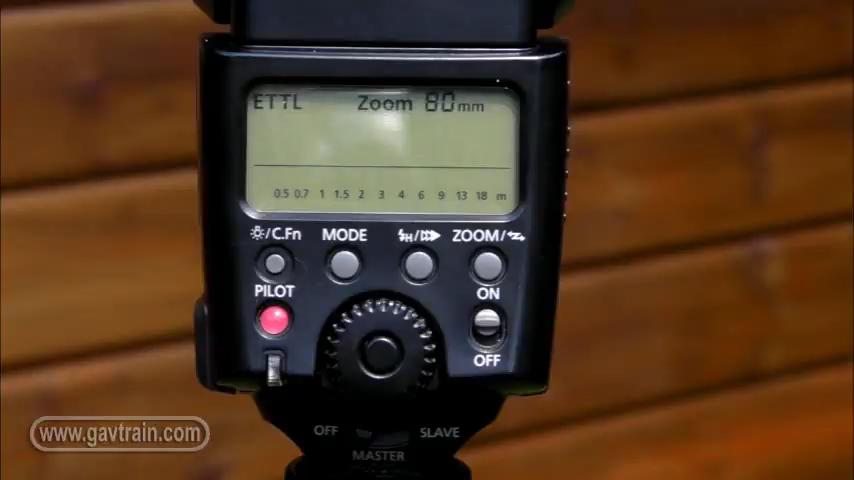 ETTL Zoom 80mm
0.5 0.7 1 1.5 2 3 4 6 9 13 18 m
/C.Fn MODE H/ ZOOM/
PILOT ON
OFF
www.gavtrain.com
OFF SLAVE
MASTER